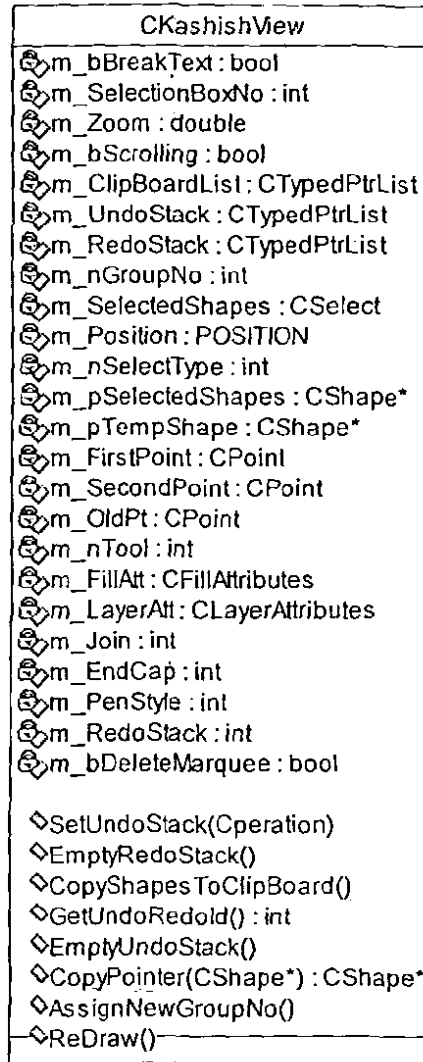 CKashishView
m_bBreakText : bool
m_SelectionBoxNo : int
m_Zoom : double
m_bScrolling : bool
m_ClipBoardList : CTypedPtrList
m_UndoStack : CTypedPtrList
m_RedoStack : CTypedPtrList
m_nGroupNo : int
m_SelectedShapes : CSelect
m_Position : POSITION
m_nSelectType : int
m_pSelectedShapes : CShape*
m_pTempShape : CShape*
m_FirstPoint : CPoint
m_SecondPoint : CPoint
m_OldPt : CPoint
m_nTool : int
m_FillAtt : CFillAttributes
m_LayerAtt : CLayerAttributes
m_Join : int
m_EndCap : int
m_PenStyle : int
m_RedoStack : int
m_bDeleteMarquee : bool
SetUndoStack(Cperation)
EmptyRedoStack()
CopyShapesToClipBoard()
GetUndoRedoId() : int
EmptyUndoStack()
CopyPointer(CShape*) : CShape*
AssignNewGroupNo()
ReDraw()